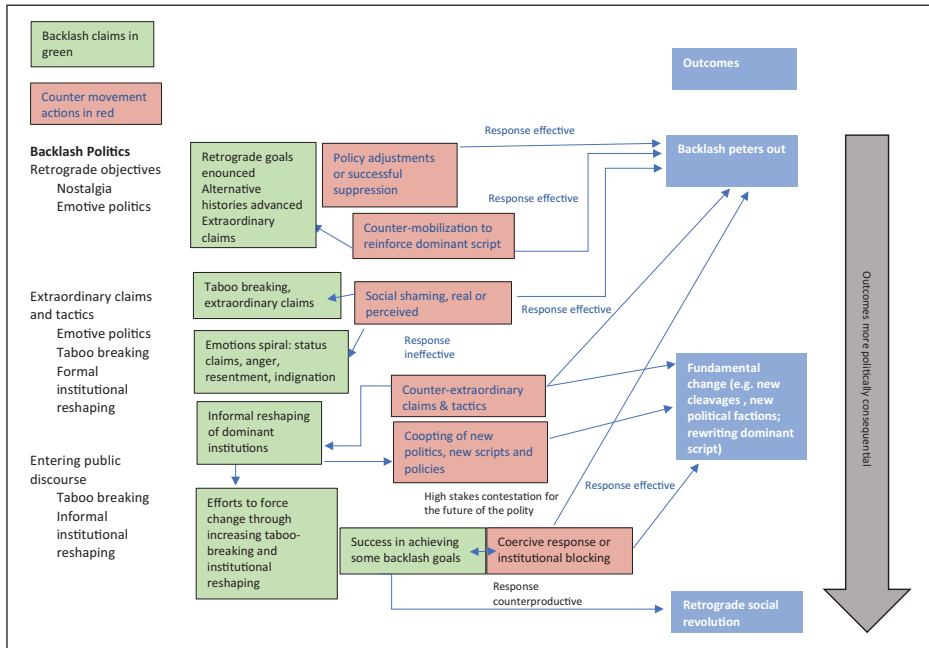 Backlash claims in
green
Counter movement
actions in red
Outcomes
Backlash Politics
Retrograde objectives
Nostalgia
Emotive politics
Retrograde goals
enounced
Alternative
histories advanced
Extraordinary
claims
Policy adjustments
or successful
suppression
Response effective
Backlash peters out
Response effective
Counter-mobilization to
reinforce dominant script
Extraordinary claims
and tactics
Emotive politics
Taboo breaking
Formal
institutional
reshaping
Taboo breaking,
extraordinary claims
Social shaming, real or
perceived
Response effective
Response
ineffective
Emotions spiral: status
claims, anger,
resentment, indignation
Counter-extraordinary
claims & tactics
Fundamental
change (e.g. new
cleavages , new
political factions;
rewriting dominant
script)
Informal reshaping
of dominant
institutions
Coopting of new
politics, new scripts and
policies
Entering public
discourse
Taboo breaking
Informal
institutional
reshaping
High stakes contestation for
the future of the polity
Response effective
Efforts to force
change through
increasing taboo-
breaking and
institutional
reshaping
Success in achieving
some backlash goals
Coercive response or
institutional blocking
Response
counterproductive
Retrograde social
revolution
Outcomes more politically consequential